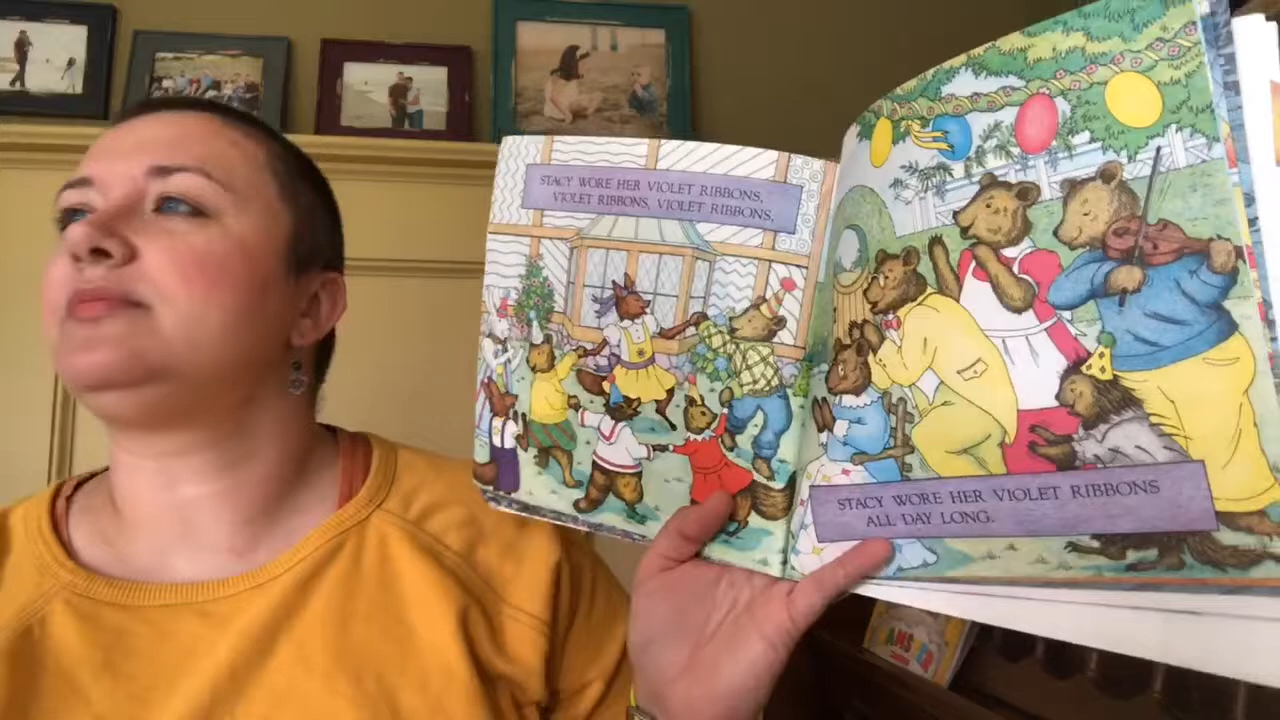 STACY WORE HER VIOLET RIBBONS,
VIOLET RIBBONS, VIOLET RIBBONS,
STACY WORE HER VIOLET RIBBONS
ALL DAY LONG.